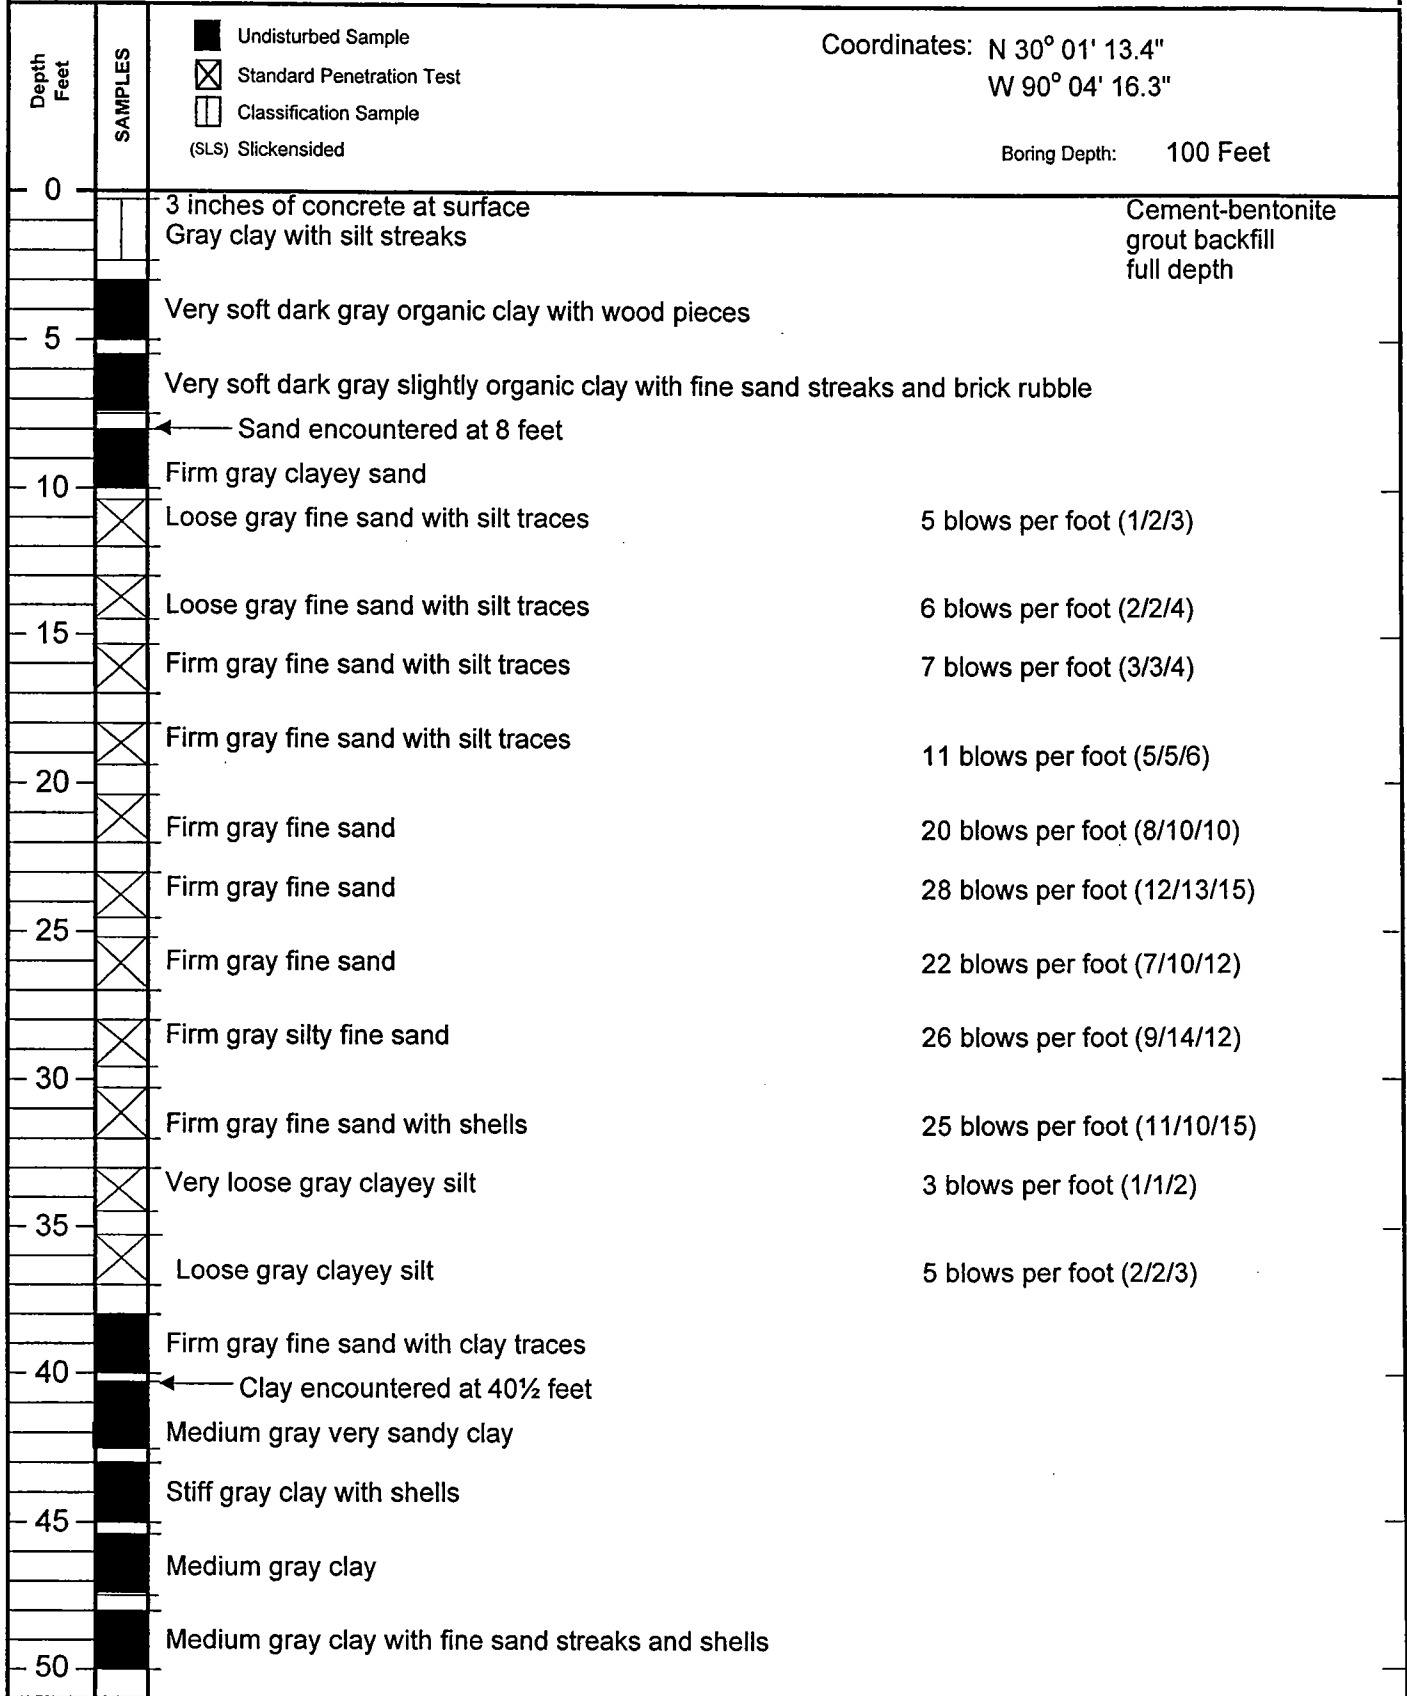 Depth
Feet
SAMPLES
Undisturbed Sample
Standard Penetration Test
Classification Sample
(SLS) Slickensided
Coordinates: N 30° 01' 13.4"
W 90° 04' 16.3"
Boring Depth: 100 Feet
0
3 inches of concrete at surface
Gray clay with silt streaks
Cement-bentonite
grout backfill
full depth
Very soft dark gray organic clay with wood pieces
5
Very soft dark gray slightly organic clay with fine sand streaks and brick rubble
Sand encountered at 8 feet
Firm gray clayey sand
10
Loose gray fine sand with silt traces 5 blows per foot (1/2/3)
Loose gray fine sand with silt traces 6 blows per foot (2/2/4)
15
Firm gray fine sand with silt traces 7 blows per foot (3/3/4)
Firm gray fine sand with silt traces 11 blows per foot (5/5/6)
20
Firm gray fine sand 20 blows per foot (8/10/10)
Firm gray fine sand 28 blows per foot (12/13/15)
25
Firm gray fine sand 22 blows per foot (7/10/12)
Firm gray silty fine sand 26 blows per foot (9/14/12)
30
Firm gray fine sand with shells 25 blows per foot (11/10/15)
Very loose gray clayey silt 3 blows per foot (1/1/2)
35
Loose gray clayey silt 5 blows per foot (2/2/3)
Firm gray fine sand with clay traces
40
Clay encountered at 40½ feet
Medium gray very sandy clay
Stiff gray clay with shells
45
Medium gray clay
Medium gray clay with fine sand streaks and shells
50